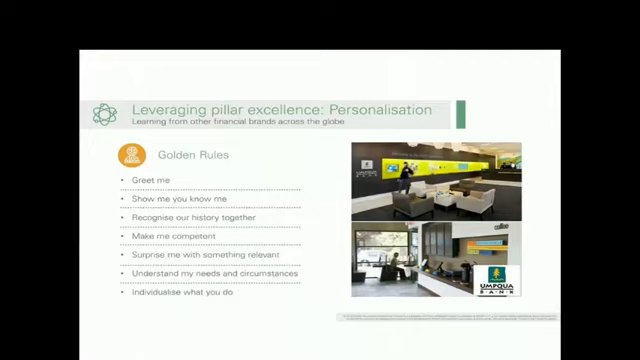 Leveraging pillar excellence: Personalisation
Learning from other financial brands across the globe
Golden Rules
• Greet me
• Show me you know me
• Recognise our history together
• Make me competent
• Surprise me with something relevant
• Understand my needs and circumstances
• Individualise what you do
UMPQUA
B A N K